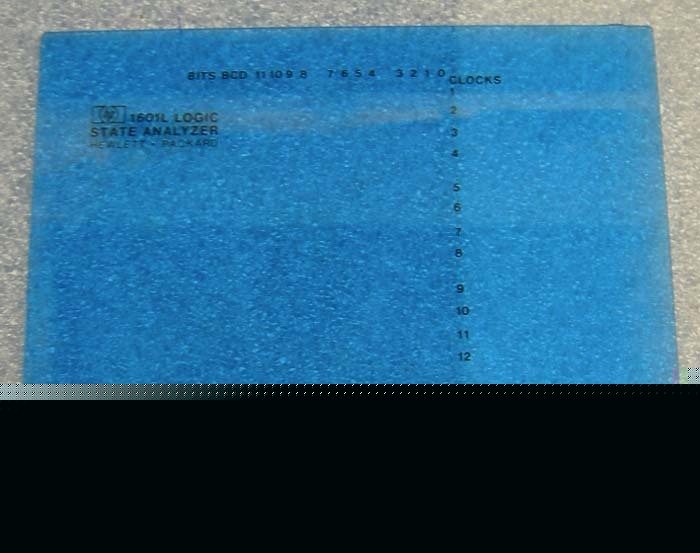 BITS BCD 11 10 9 8 7 6 5 4 3 2 1 0
CLOCKS
1
hp 1601L LOGIC
STATE ANALYZER
HEWLETT • PACKARD
2
3
4
5
6
7
8
9
10
11
12